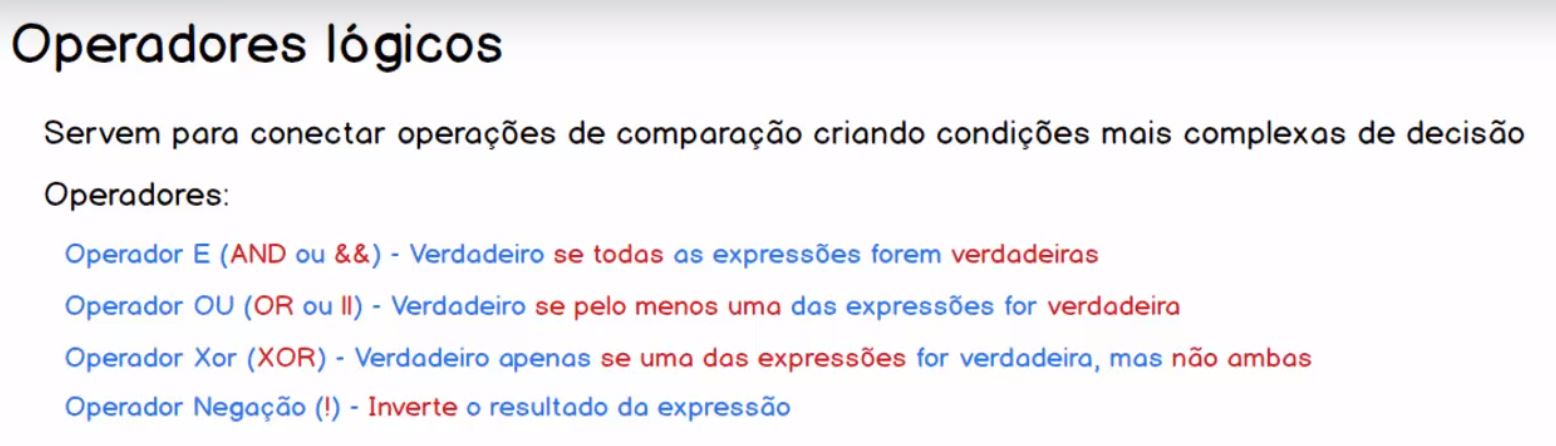 Operadores lógicos
Servem para conectar operações de comparação criando condições mais complexas de decisão
Operadores:
Operador E (AND ou &&) - Verdadeiro se todas as expressões forem verdadeiras
Operador OU (OR ou ||) - Verdadeiro se pelo menos uma das expressões for verdadeira
Operador Xor (XOR) - Verdadeiro apenas se uma das expressões for verdadeira, mas não ambas
Operador Negação (!) - Inverte o resultado da expressão